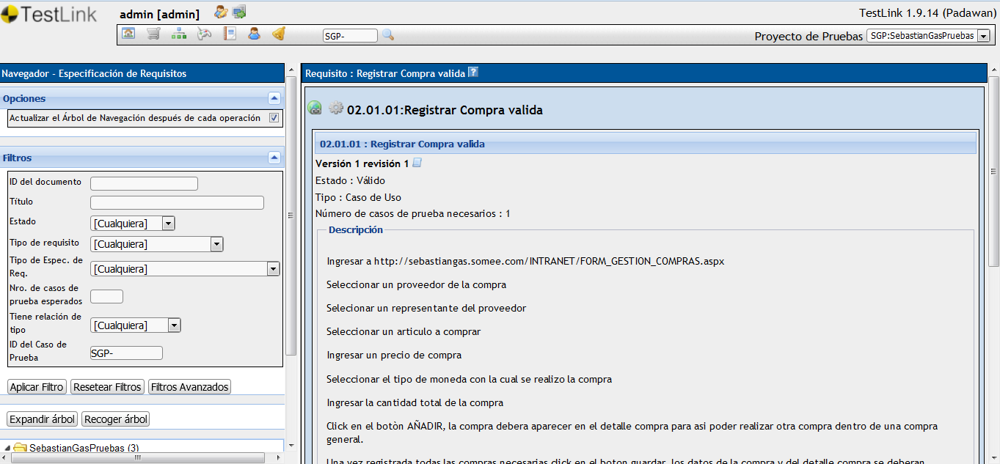 TestLink
admin [admin]
TestLink 1.9.14 (Padawan)
SGP-
Proyecto de Pruebas
SGP:SebastianGasPruebas
Navegador - Especificación de Requisitos
Opciones
Actualizar el Árbol de Navegación después de cada operación
Filtros
ID del documento
Título
Estado
[Cualquiera]
Tipo de requisito
[Cualquiera]
Tipo de Espec. de
Req.
[Cualquiera]
Nro. de casos de
prueba esperados
Tiene relación de
tipo
[Cualquiera]
ID del Caso de
Prueba
SGP-
Aplicar Filtro
Resetear Filtros
Filtros Avanzados
Expandir árbol
Recoger árbol
SebastianGasPruebas (3)
Requisito : Registrar Compra valida
?
02.01.01:Registrar Compra valida
02.01.01 : Registrar Compra valida
Versión 1 revisión 1
Estado : Válido
Tipo : Caso de Uso
Número de casos de prueba necesarios : 1
Descripción
Ingresar a http://sebastiangas.somee.com/INTRANET/FORM_GESTION_COMPRAS.aspx
Seleccionar un proveedor de la compra
Selecionar un representante del proveedor
Seleccionar un articulo a comprar
Ingresar un precio de compra
Seleccionar el tipo de moneda con la cual se realizo la compra
Ingresar la cantidad total de la compra
Click en el botòn AÑADIR, la compra debera aparecer en el detalle compra para asi poder realizar otra compra dentro de una compra
general.
Una vez registrada todas las compras necesarias click en el boton guardar, los datos de la compra y del detalle compra se deberan